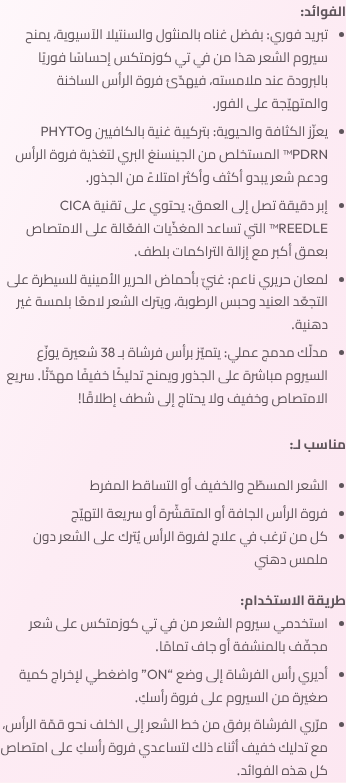 الفوائد:
• تبريد فوري: بفضل غناه بالمنثول والسنتيلا الآسيوية، يمنح
سيروم الشعر هذا من في تي كوزمتكس إحساسًا فوريًا
بالبرودة عند ملامسته، فيهدّئ فروة الرأس الساخنة
والمتهيّجة على الفور.
• يعزّز الكثافة والحيوية: بتركيبة غنية بالكافيين وPHYTO
PDRN™ المستخلص من الجينسنغ البري لتغذية فروة الرأس
ودعم شعر يبدو أكثف وأكثر امتلاءً من الجذور.
• إبر دقيقة تصل إلى العمق: يحتوي على تقنية CICA
REEDLE™ التي تساعد المغذّيات الفعّالة على الامتصاص
بعمق أكبر مع إزالة التراكمات بلطف.
• لمعان حريري ناعم: غنيّ بأحماض الحرير الأمينية للسيطرة على
التجعّد العنيد وحبس الرطوبة، ويترك الشعر لامعًا بلمسة غير
دهنية.
• مدلّك مدمج عملي: يتميّز برأس فرشاة بـ 38 شعيرة يوزّع
السيروم مباشرة على الجذور ويمنح تدليكًا خفيفًا مهدّئًا. سريع
الامتصاص وخفيف ولا يحتاج إلى شطف إطلاقًا!
مناسب لـ:
• الشعر المسطّح والخفيف أو التساقط المفرط
• فروة الرأس الجافة أو المتقشّرة أو سريعة التهيّج
• كل من ترغب في علاج لفروة الرأس يُترك على الشعر دون
ملمس دهني
طريقة الاستخدام:
• استخدمي سيروم الشعر من في تي كوزمتكس على شعر
مجفّف بالمنشفة أو جاف تمامًا.
• أديري رأس الفرشاة إلى وضع “ON” واضغطي لإخراج كمية
صغيرة من السيروم على فروة رأسكِ.
• مرّري الفرشاة برفق من خط الشعر إلى الخلف نحو قمّة الرأس،
مع تدليك خفيف أثناء ذلك لتساعدي فروة رأسكِ على امتصاص
كل هذه الفوائد.